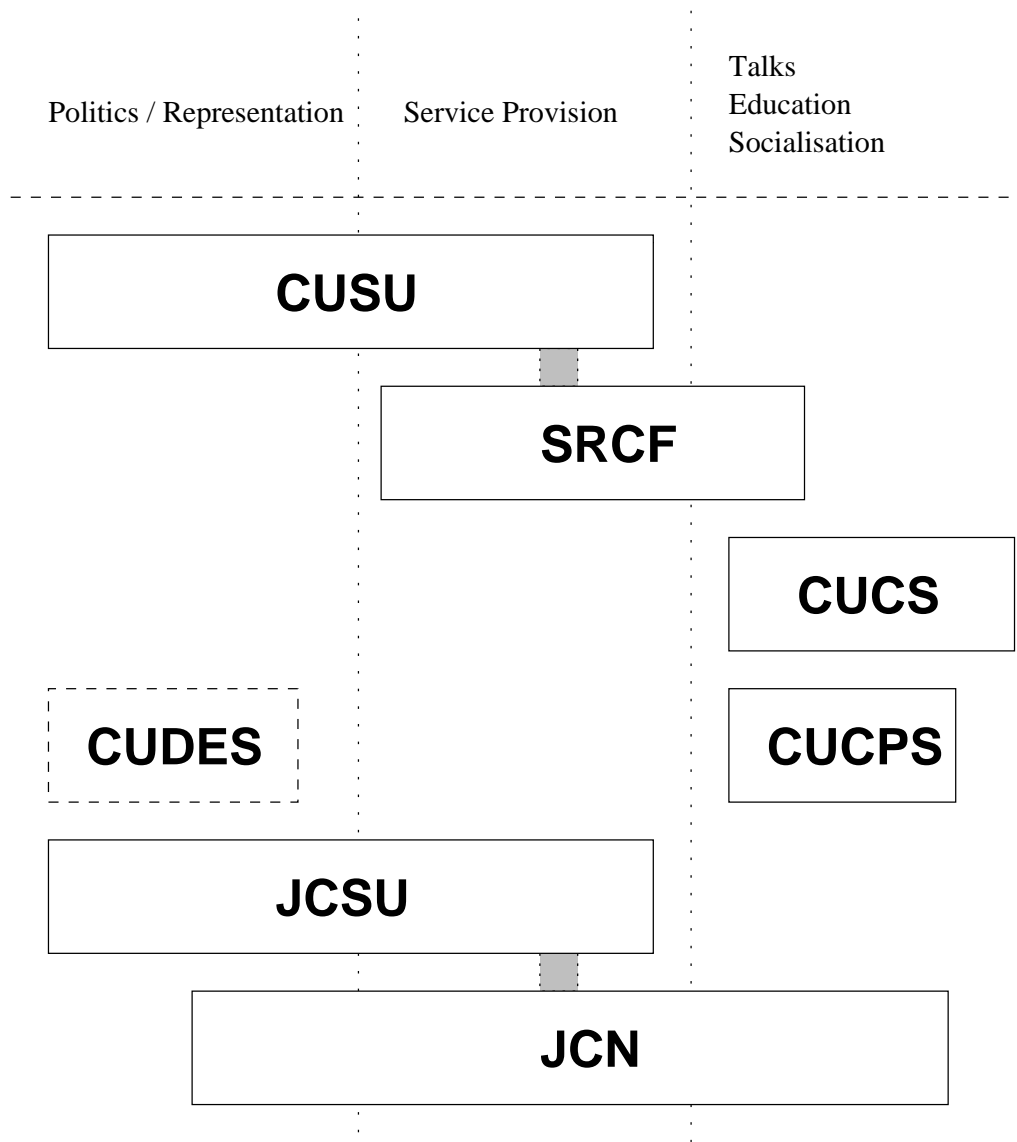 Politics / Representation
Service Provision
Talks
Education
Socialisation
CUSU
SRCF
CUCS
CUDES
CUCPS
JCSU
JCN